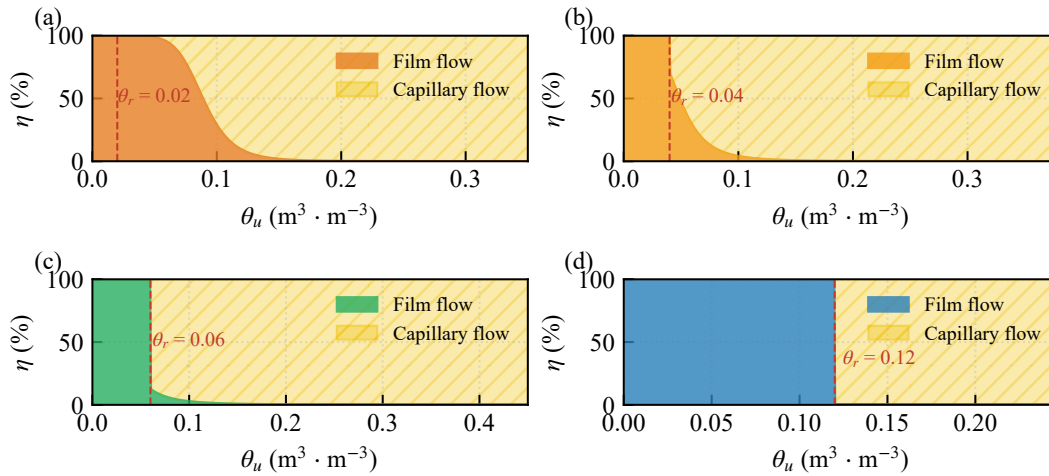 (a)
100
50
0
η (%)
θr = 0.02
Film flow
Capillary flow
0.0 0.1 0.2 0.3
θu (m³ · m⁻³)
(b)
100
50
0
η (%)
θr = 0.04
Film flow
Capillary flow
0.0 0.1 0.2 0.3
θu (m³ · m⁻³)
(c)
100
50
0
η (%)
θr = 0.06
Film flow
Capillary flow
0.0 0.1 0.2 0.3 0.4
θu (m³ · m⁻³)
(d)
100
50
0
η (%)
θr = 0.12
Film flow
Capillary flow
0.00 0.05 0.10 0.15 0.20
θu (m³ · m⁻³)